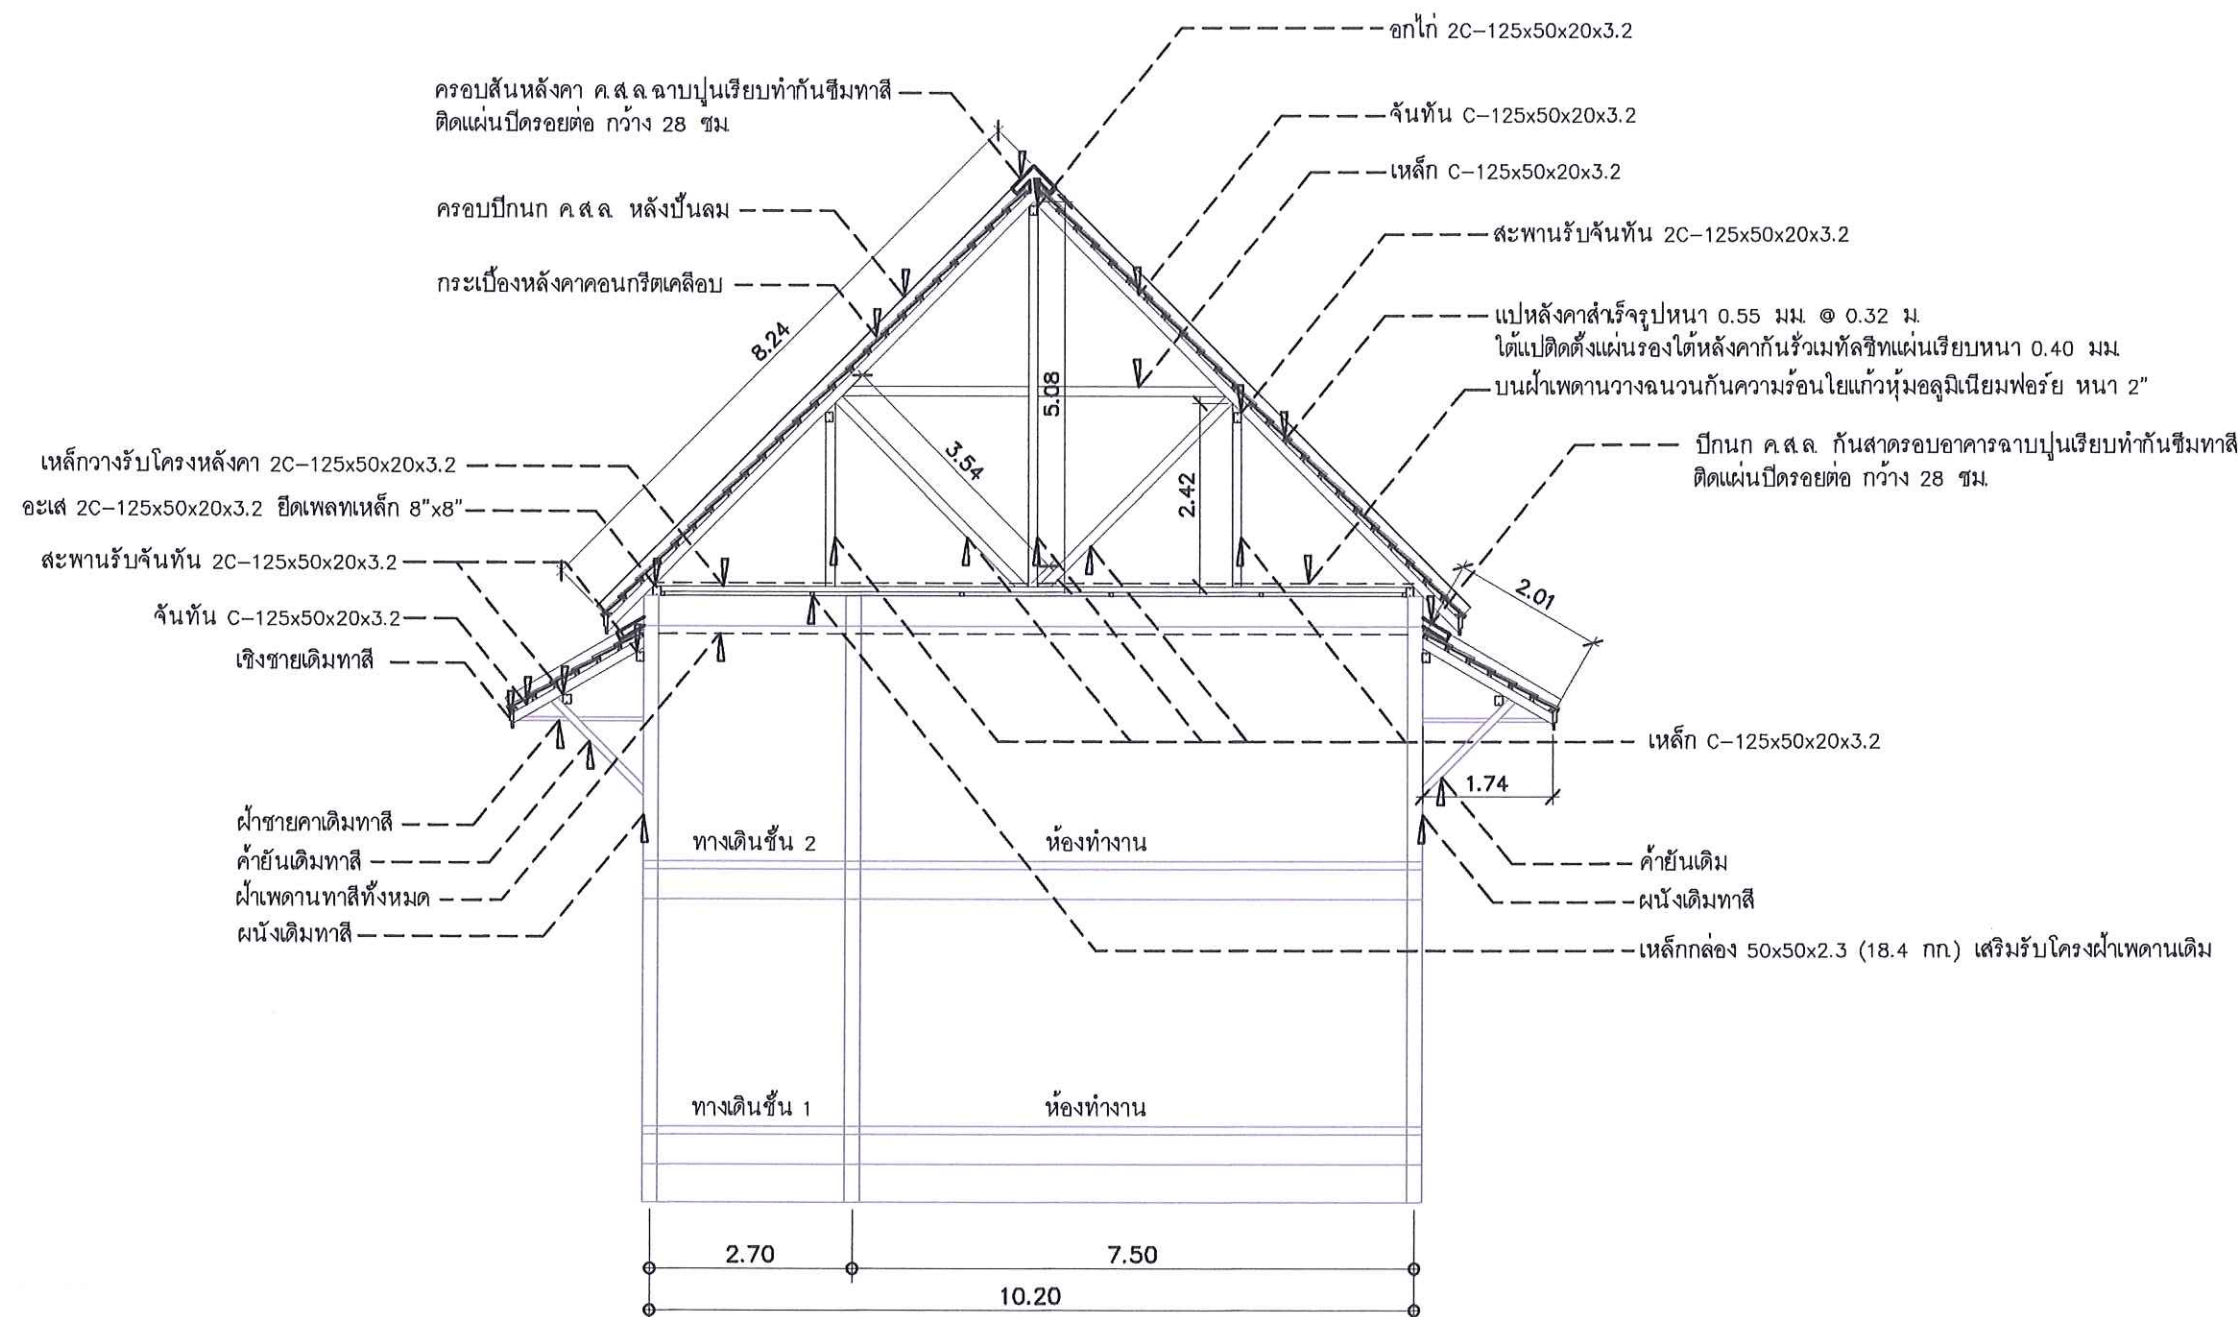 อกไก่ 2C-125x50x20x3.2
ครอบสันหลังคา ค.ส.ล.ฉาบปูนเรียบทำกันซึมทาสี
ติดแผ่นปิดรอยต่อ กว้าง 28 ซม.
จันทัน C-125x50x20x3.2
เหล็ก C-125x50x20x3.2
ครอบปีกนก ค.ส.ล. หลังปั้นลม
สะพานรับจันทัน 2C-125x50x20x3.2
กระเบื้องหลังคาคอนกรีตเคลือบ
แปหลังคาสำเร็จรูปหนา 0.55 มม. @ 0.32 ม.
ใต้แปติดตั้งแผ่นรองใต้หลังคากันรั่วเมทัลชีทแผ่นเรียบหนา 0.40 มม.
8.24
5.08
บนฝ้าเพดานวางฉนวนกันความร้อนใยแก้วหุ้มอลูมิเนียมฟอร์ย หนา 2"
ปีกนก ค.ส.ล. กันสาดรอบอาคารฉาบปูนเรียบทำกันซึมทาสี
ติดแผ่นปิดรอยต่อ กว้าง 28 ซม.
3.54
2.42
เหล็กวางรับโครงหลังคา 2C-125x50x20x3.2
อะเส 2C-125x50x20x3.2 ยึดเพลทเหล็ก 8"x8"
สะพานรับจันทัน 2C-125x50x20x3.2
2.01
จันทัน C-125x50x20x3.2
เชิงชายเดิมทาสี
เหล็ก C-125x50x20x3.2
1.74
ฝ้าชายคาเดิมทาสี
ทางเดินชั้น 2
ห้องทำงาน
ค้ำยันเดิมทาสี
ค้ำยันเดิม
ฝ้าเพดานทาสีทั้งหมด
ผนังเดิมทาสี
ผนังเดิมทาสี
เหล็กกล่อง 50x50x2.3 (18.4 กก.) เสริมรับโครงฝ้าเพดานเดิม
ทางเดินชั้น 1
ห้องทำงาน
2.70
7.50
10.20